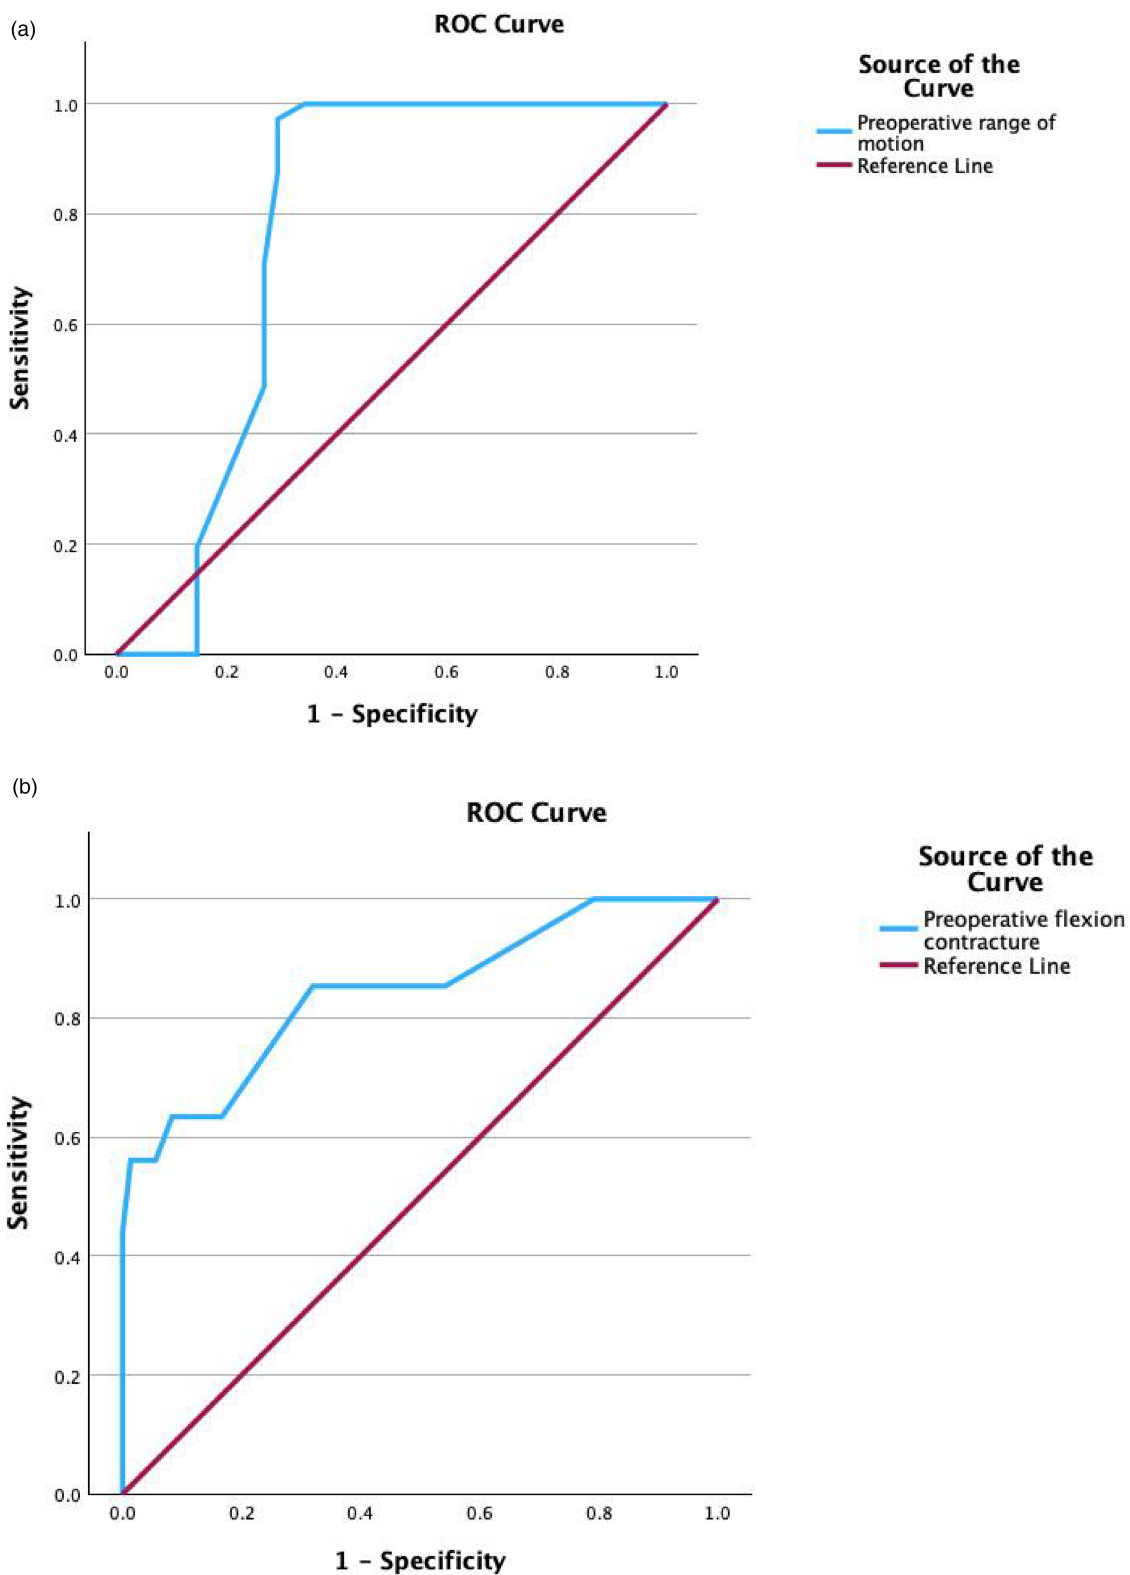 (a)
ROC Curve
Source of the
Curve
Preoperative range of
motion
Reference Line
1.0
0.8
0.6
0.4
0.2
0.0
Sensitivity
0.0 0.2 0.4 0.6 0.8 1.0
1 – Specificity
(b)
ROC Curve
Source of the
Curve
Preoperative flexion
contracture
Reference Line
1.0
0.8
0.6
0.4
0.2
0.0
Sensitivity
0.0 0.2 0.4 0.6 0.8 1.0
1 – Specificity